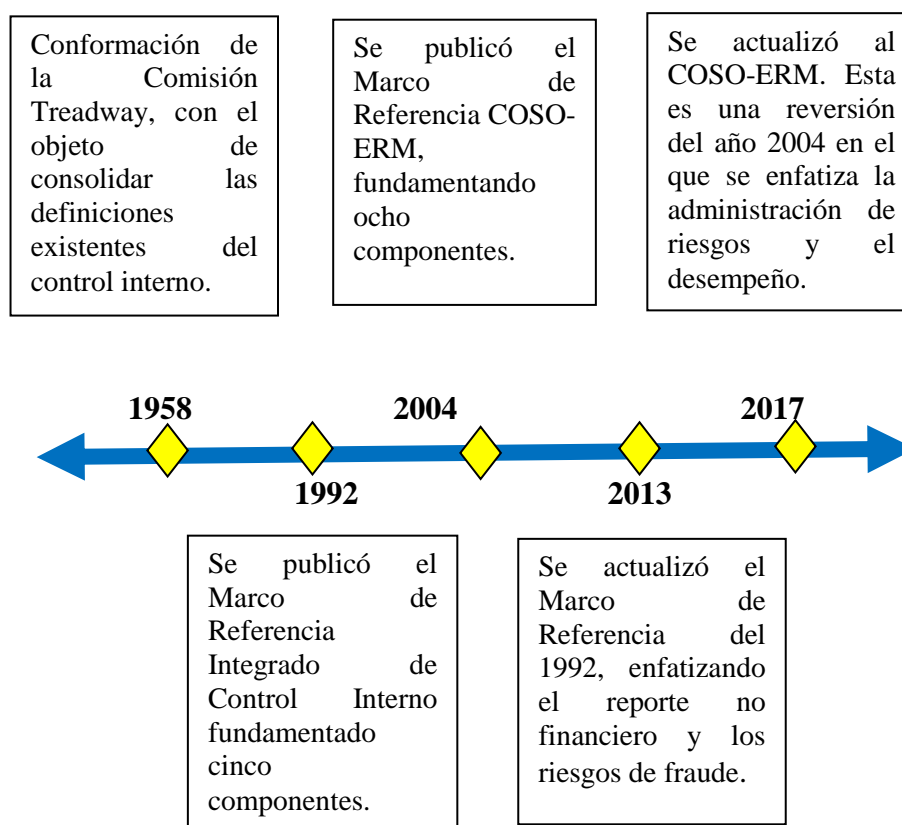 Conformación de
la Comisión
Treadway, con el
objeto de
consolidar las
definiciones
existentes del
control interno.
Se publicó el
Marco de
Referencia COSO-
ERM,
fundamentando
ocho
componentes.
Se actualizó al
COSO-ERM. Esta
es una reversión
del año 2004 en el
que se enfatiza la
administración de
riesgos y el
desempeño.
1958
2004
2017
1992
2013
Se publicó el
Marco de
Referencia
Integrado de
Control Interno
fundamentado
cinco
componentes.
Se actualizó el
Marco de
Referencia del
1992, enfatizando
el reporte no
financiero y los
riesgos de fraude.